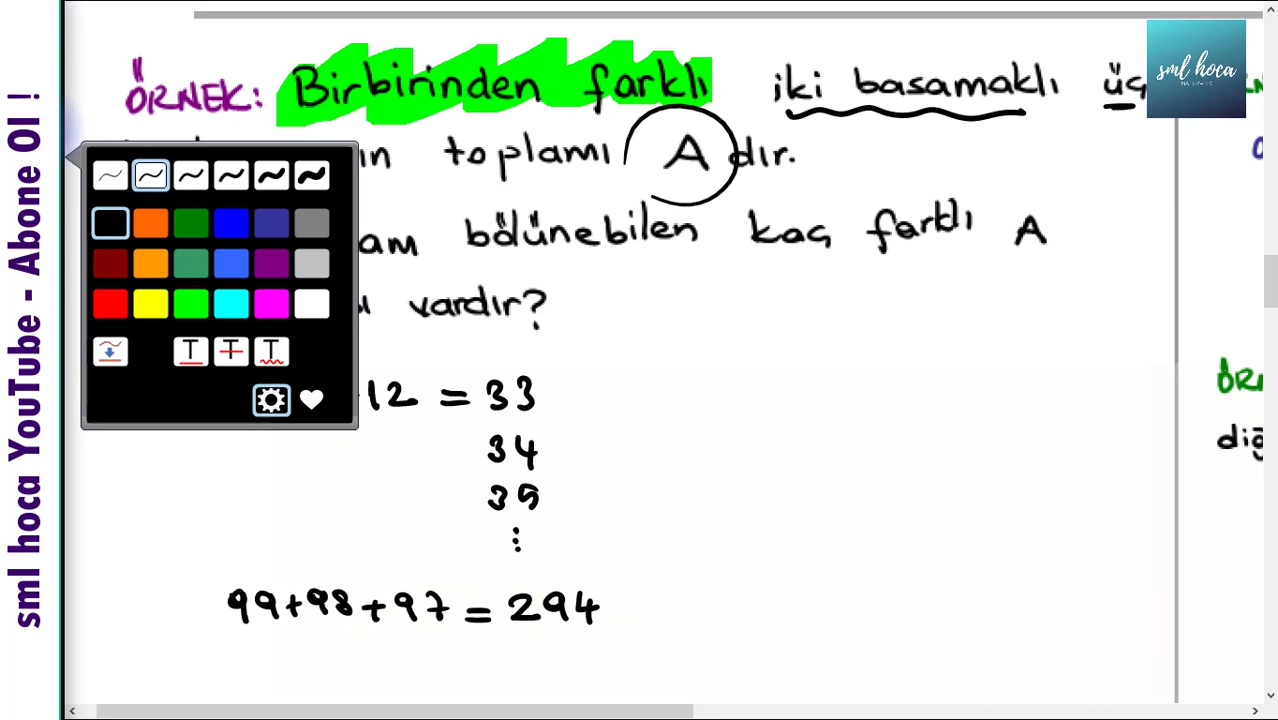 sml hoca YouTube - Abone Ol !
ÖRNEK: Birbirinden farklı iki basamaklı üç
toplamı A dır.
bölünebilen kaç farklı A
vardır?
12 = 33
34
35
⋮
99+98+97 = 294
sml hoca
ÖR
diğ